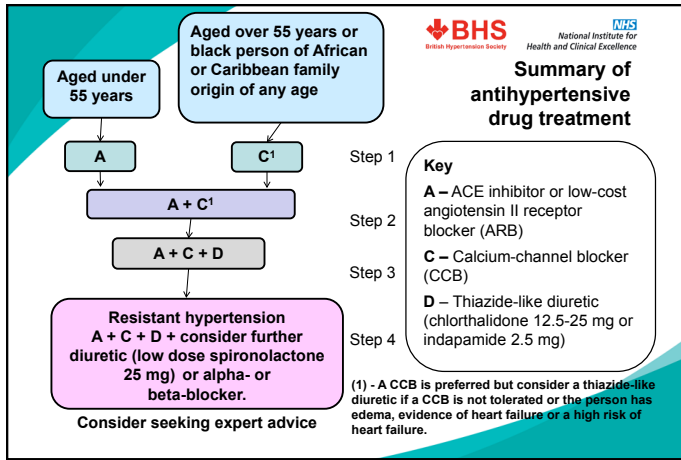 Aged under
55 years
Aged over 55 years or
black person of African
or Caribbean family
origin of any age
BHS
British Hypertension Society
NHS
National Institute for
Health and Clinical Excellence
Summary of
antihypertensive
drug treatment
A
C¹
Step 1
A + C¹
Step 2
A + C + D
Step 3
Resistant hypertension
A + C + D + consider further
diuretic (low dose spironolactone
25 mg) or alpha- or
beta-blocker.
Step 4
Consider seeking expert advice
Key
A – ACE inhibitor or low-cost
angiotensin II receptor
blocker (ARB)
C – Calcium-channel blocker
(CCB)
D – Thiazide-like diuretic
(chlorthalidone 12.5-25 mg or
indapamide 2.5 mg)
(1) - A CCB is preferred but consider a thiazide-like
diuretic if a CCB is not tolerated or the person has
edema, evidence of heart failure or a high risk of
heart failure.